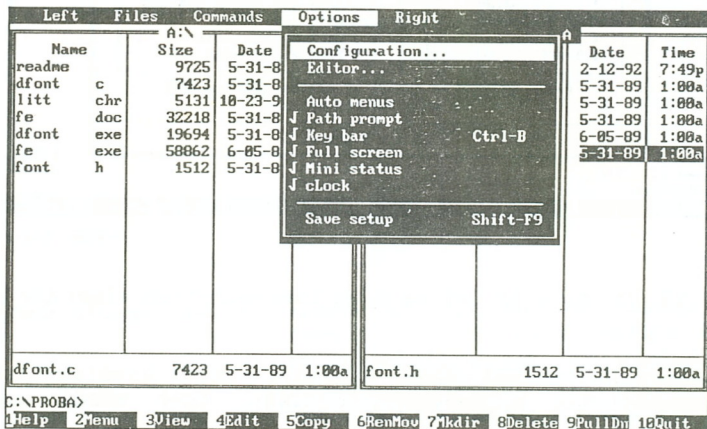 Left Files Commands Options Right
A:\ A
Name Size Date Configuration... Date Time
readme 9725 5-31-8 Editor... 2-12-92 7:49p
dfont c 7423 5-31-8 5-31-89 1:00a
litt chr 5131 10-23-9 Auto menus 5-31-89 1:00a
fe doc 32218 5-31-8 √ Path prompt 5-31-89 1:00a
dfont exe 19694 5-31-8 √ Key bar Ctrl-B 6-05-89 1:00a
fe exe 58862 6-05-8 √ Full screen 5-31-89 1:00a
font h 1512 5-31-8 √ Mini status
√ cLock
Save setup Shift-F9
dfont.c 7423 5-31-89 1:00a font.h 1512 5-31-89 1:00a
C:\PROBA>
1Help 2Menu 3View 4Edit 5Copy 6RenMov 7Mkdir 8Delete 9PullDn 10Quit